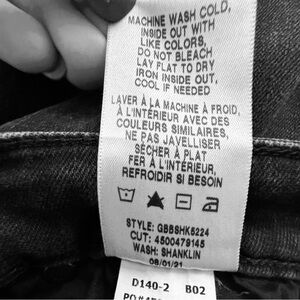 MACHINE WASH COLD,
INSIDE OUT WITH
LIKE COLORS,
DO NOT BLEACH
LAY FLAT TO DRY
IRON INSIDE OUT,
COOL IF NEEDED
LAVER À LA MACHINE À FROID,
À L'INTÉRIEUR AVEC DES
COULEURS SIMILAIRES,
NE PAS JAVELLISER
SÉCHER À PLAT
FER À L'INTÉRIEUR,
REFROIDIR SI BESOIN
STYLE: GBBSHK5224
CUT: 4500479145
WASH: SHANKLIN
08/01/21
D140-2 B02